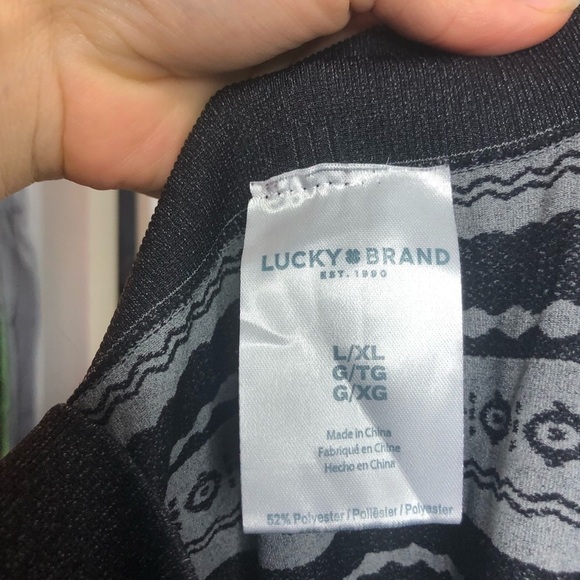 LUCKY BRAND
EST. 1990
L/XL
G/TG
G/XG
Made in China
Fabriqué en Chine
Hecho en China
52% Polyester / Poliéster / Polyester